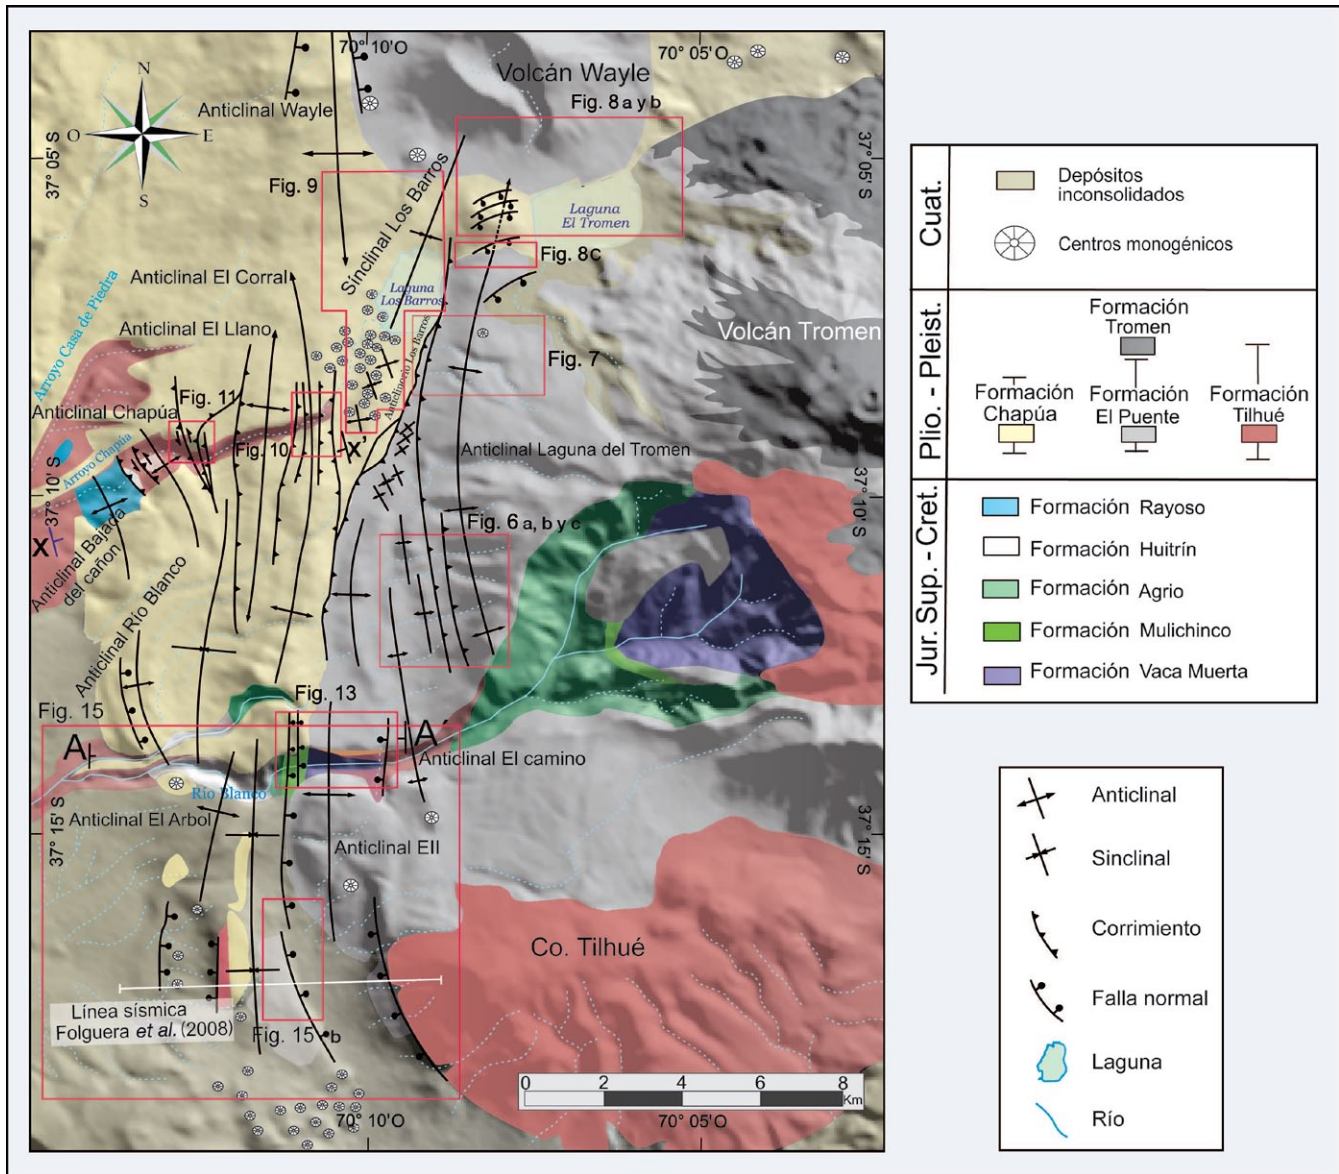 70° 10' O
70° 05' O
Volcán Wayle
Fig. 8 a y b
Anticlinal Wayle
N
O
E
S
37° 05' S
37° 05' S
Fig. 9
Sinclinal Los Barros
Laguna
El Tromen
Fig. 8C
Anticlinal El Corral
Laguna
Los Barros
Arroyo Casa de Piedra
Anticlinal El Llano
Anticlinorio Los Barros
Volcán Tromen
Fig. 7
Anticlinal Chapúa
Fig. 11
Arroyo Chapúa
Fig. 10
X'
Anticlinal Laguna del Tromen
37° 10' S
37° 10' S
Fig. 6 a, b y c
X
Anticlinal Bajada
del cañon
Anticlinal Río Blanco
Fig. 13
Fig. 15
A
A'
Anticlinal El camino
Río Blanco
Anticlinal El Arbol
37° 15' S
37° 15' S
Anticlinal EII
Co. Tilhué
Línea sísmica
Folguera et al. (2008)
Fig. 15 b
0 2 4 6 8
Km
70° 10' O
70° 05' O
Cuat.
Depósitos
inconsolidados
Centros monogénicos
Plio. - Pleist.
Formación
Tromen
Formación
Chapúa
Formación
El Puente
Formación
Tilhué
Jur. Sup. - Cret.
Formación Rayoso
Formación Huitrín
Formación Agrio
Formación Mulichinco
Formación Vaca Muerta
Anticlinal
Sinclinal
Corrimiento
Falla normal
Laguna
Río